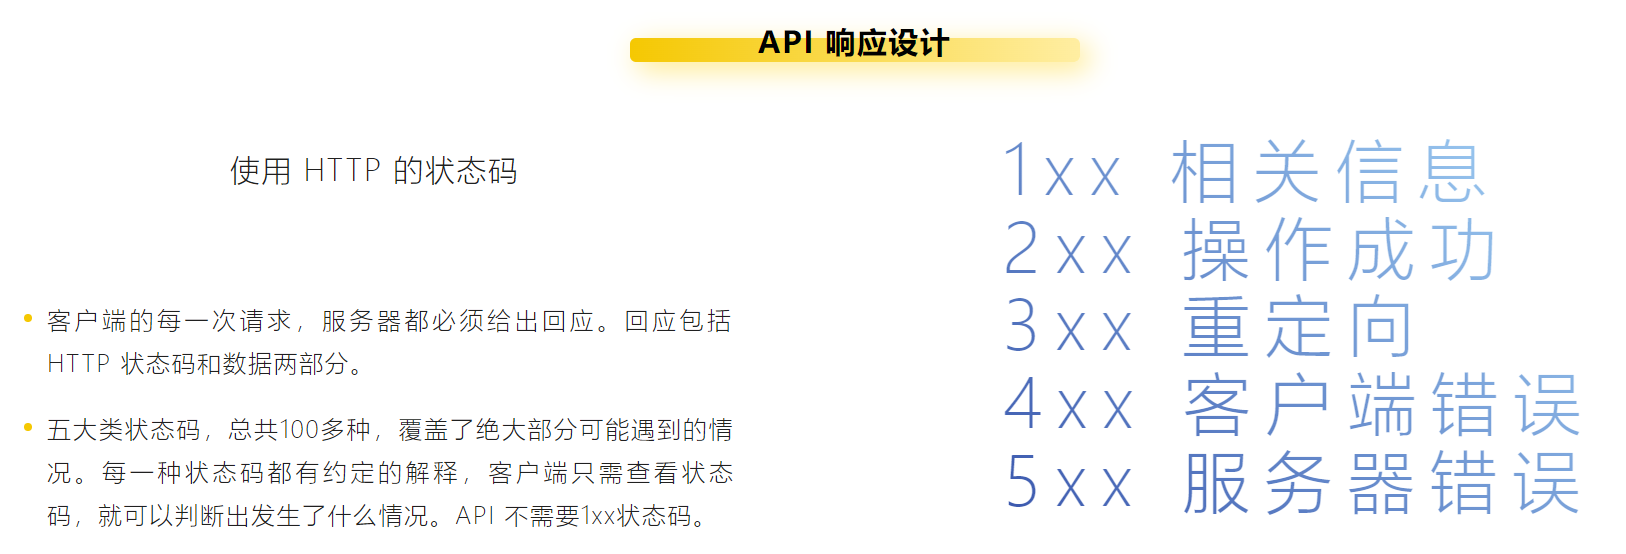 API 响应设计
使用 HTTP 的状态码
客户端的每一次请求，服务器都必须给出回应。回应包括
HTTP 状态码和数据两部分。
五大类状态码，总共100多种，覆盖了绝大部分可能遇到的情
况。每一种状态码都有约定的解释，客户端只需查看状态
码，就可以判断出发生了什么情况。API 不需要1xx状态码。
1xx 相关信息
2xx 操作成功
3xx 重定向
4xx 客户端错误
5xx 服务器错误